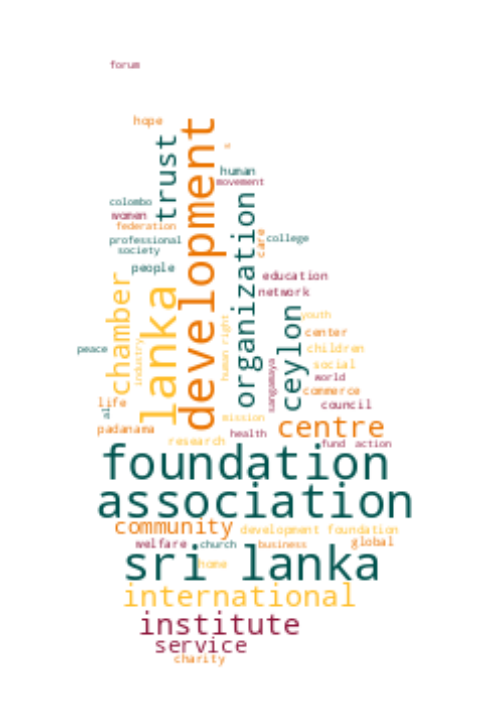 forum
hope
trust
development
s
human
movement
colombo
women
federation
professional
society
college
care
organization
people
education
network
chamber
lanka
industry
human right
ceylon
youth
center
children
social
world
commerce
council
sangamaya
peace
life
al
padanama
mission
research
health
centre
fund
action
foundation
association
community
development foundation
welfare
church
business
global
sri lanka
home
international
institute
service
charity